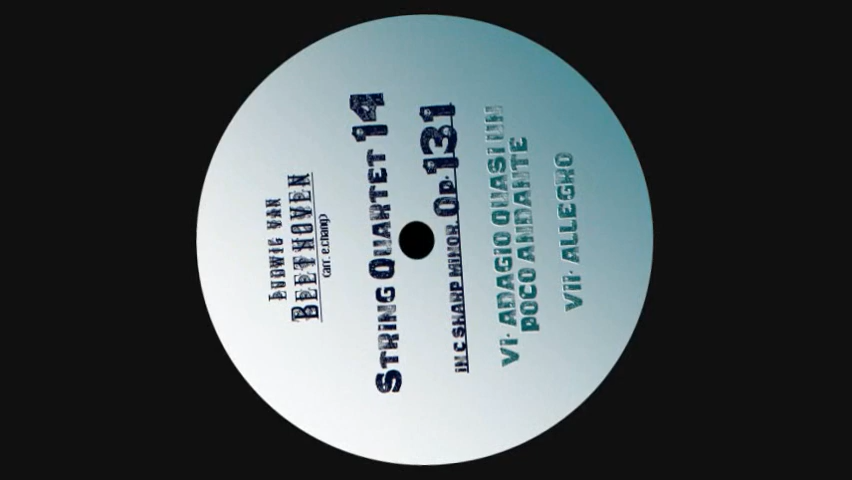 Ludwig van
Beethoven
(arr. e.champ)
String Quartet 14
in C sharp minor Op.131
VI. Adagio quasi un
poco andante
VII. Allegro